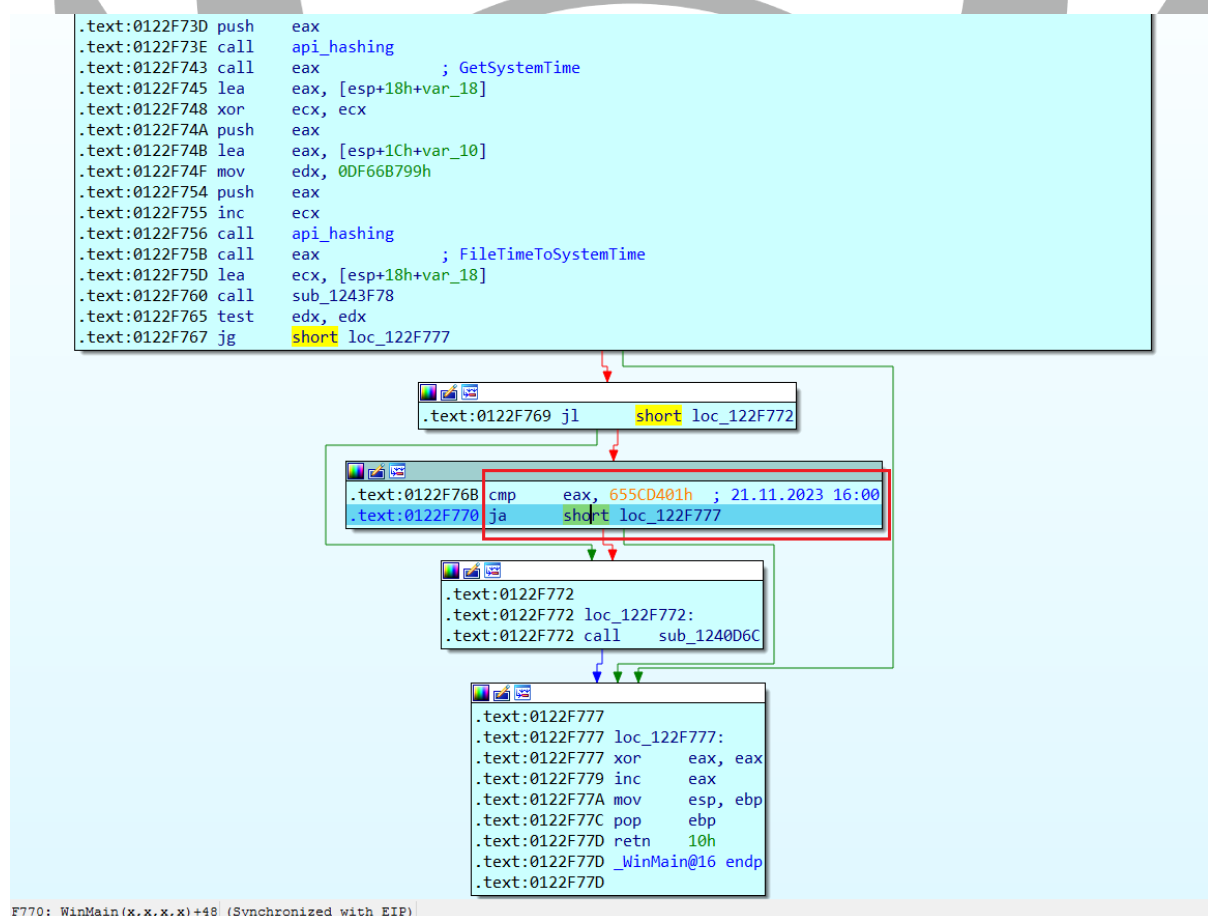 .text:0122F73D push eax
.text:0122F73E call api_hashing
.text:0122F743 call eax ; GetSystemTime
.text:0122F745 lea eax, [esp+18h+var_18]
.text:0122F748 xor ecx, ecx
.text:0122F74A push eax
.text:0122F74B lea eax, [esp+1Ch+var_10]
.text:0122F74F mov edx, 0DF66B799h
.text:0122F754 push eax
.text:0122F755 inc ecx
.text:0122F756 call api_hashing
.text:0122F75B call eax ; FileTimeToSystemTime
.text:0122F75D lea ecx, [esp+18h+var_18]
.text:0122F760 call sub_1243F78
.text:0122F765 test edx, edx
.text:0122F767 jg short loc_122F777
.text:0122F769 jl short loc_122F772
.text:0122F76B cmp eax, 655CD401h ; 21.11.2023 16:00
.text:0122F770 ja short loc_122F777
.text:0122F772
.text:0122F772 loc_122F772:
.text:0122F772 call sub_1240D6C
.text:0122F777
.text:0122F777 loc_122F777:
.text:0122F777 xor eax, eax
.text:0122F779 inc eax
.text:0122F77A mov esp, ebp
.text:0122F77C pop ebp
.text:0122F77D retn 10h
.text:0122F77D _WinMain@16 endp
.text:0122F77D
F770: WinMain(x,x,x,x)+48 (Synchronized with EIP)